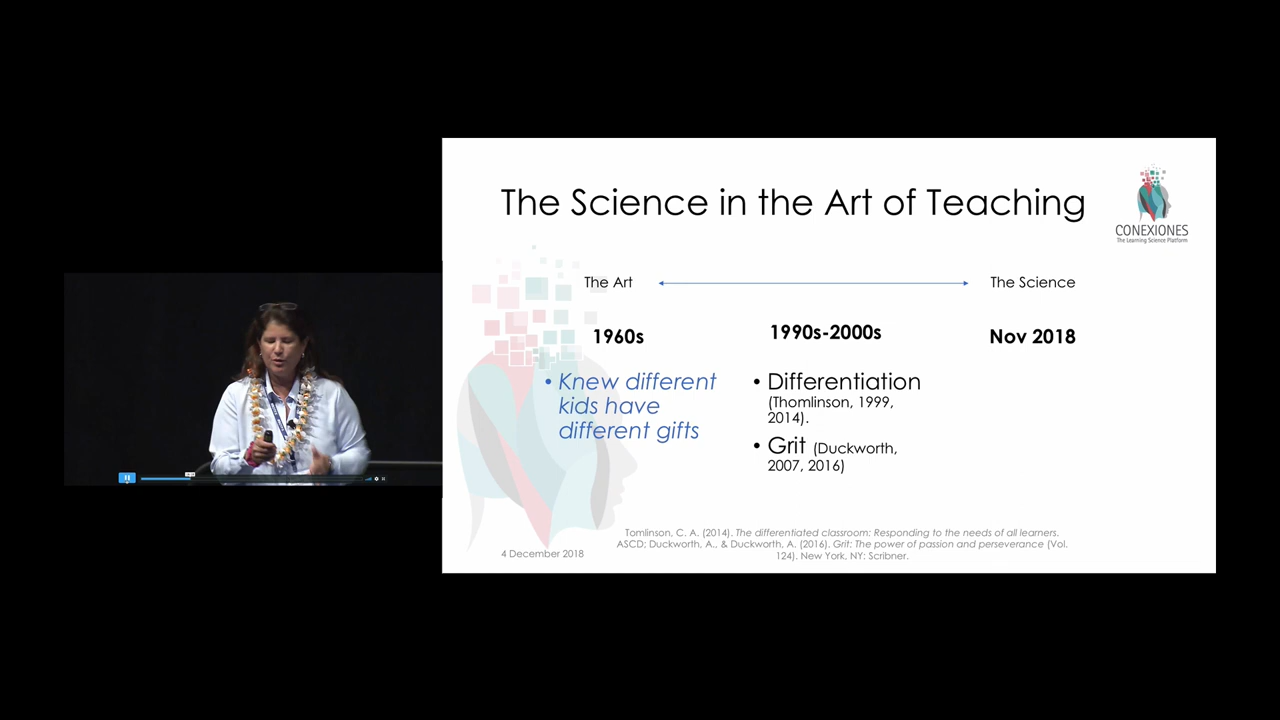 The Science in the Art of Teaching
CONEXIONES
The Learning Science Platform
The Art
The Science
1960s
1990s-2000s
Nov 2018
• Knew different
kids have
different gifts
• Differentiation
(Thomlinson, 1999,
2014).
• Grit (Duckworth,
2007, 2016)
Tomlinson, C. A. (2014). The differentiated classroom: Responding to the needs of all learners.
ASCD; Duckworth, A., & Duckworth, A. (2016). Grit: The power of passion and perseverance (Vol.
124). New York, NY: Scribner.
4 December 2018